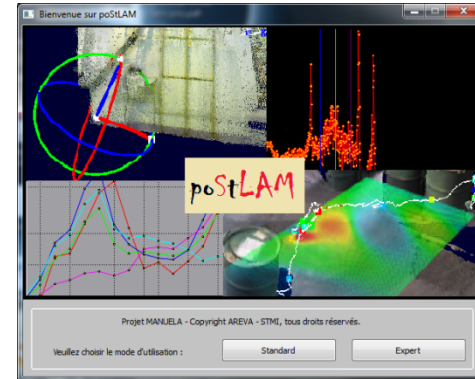 Bienvenue sur poStLAM
poStLAM
Projet MANUELA - Copyright AREVA - STMI, tous droits réservés.
Veuillez choisir le mode d'utilisation :
Standard
Expert